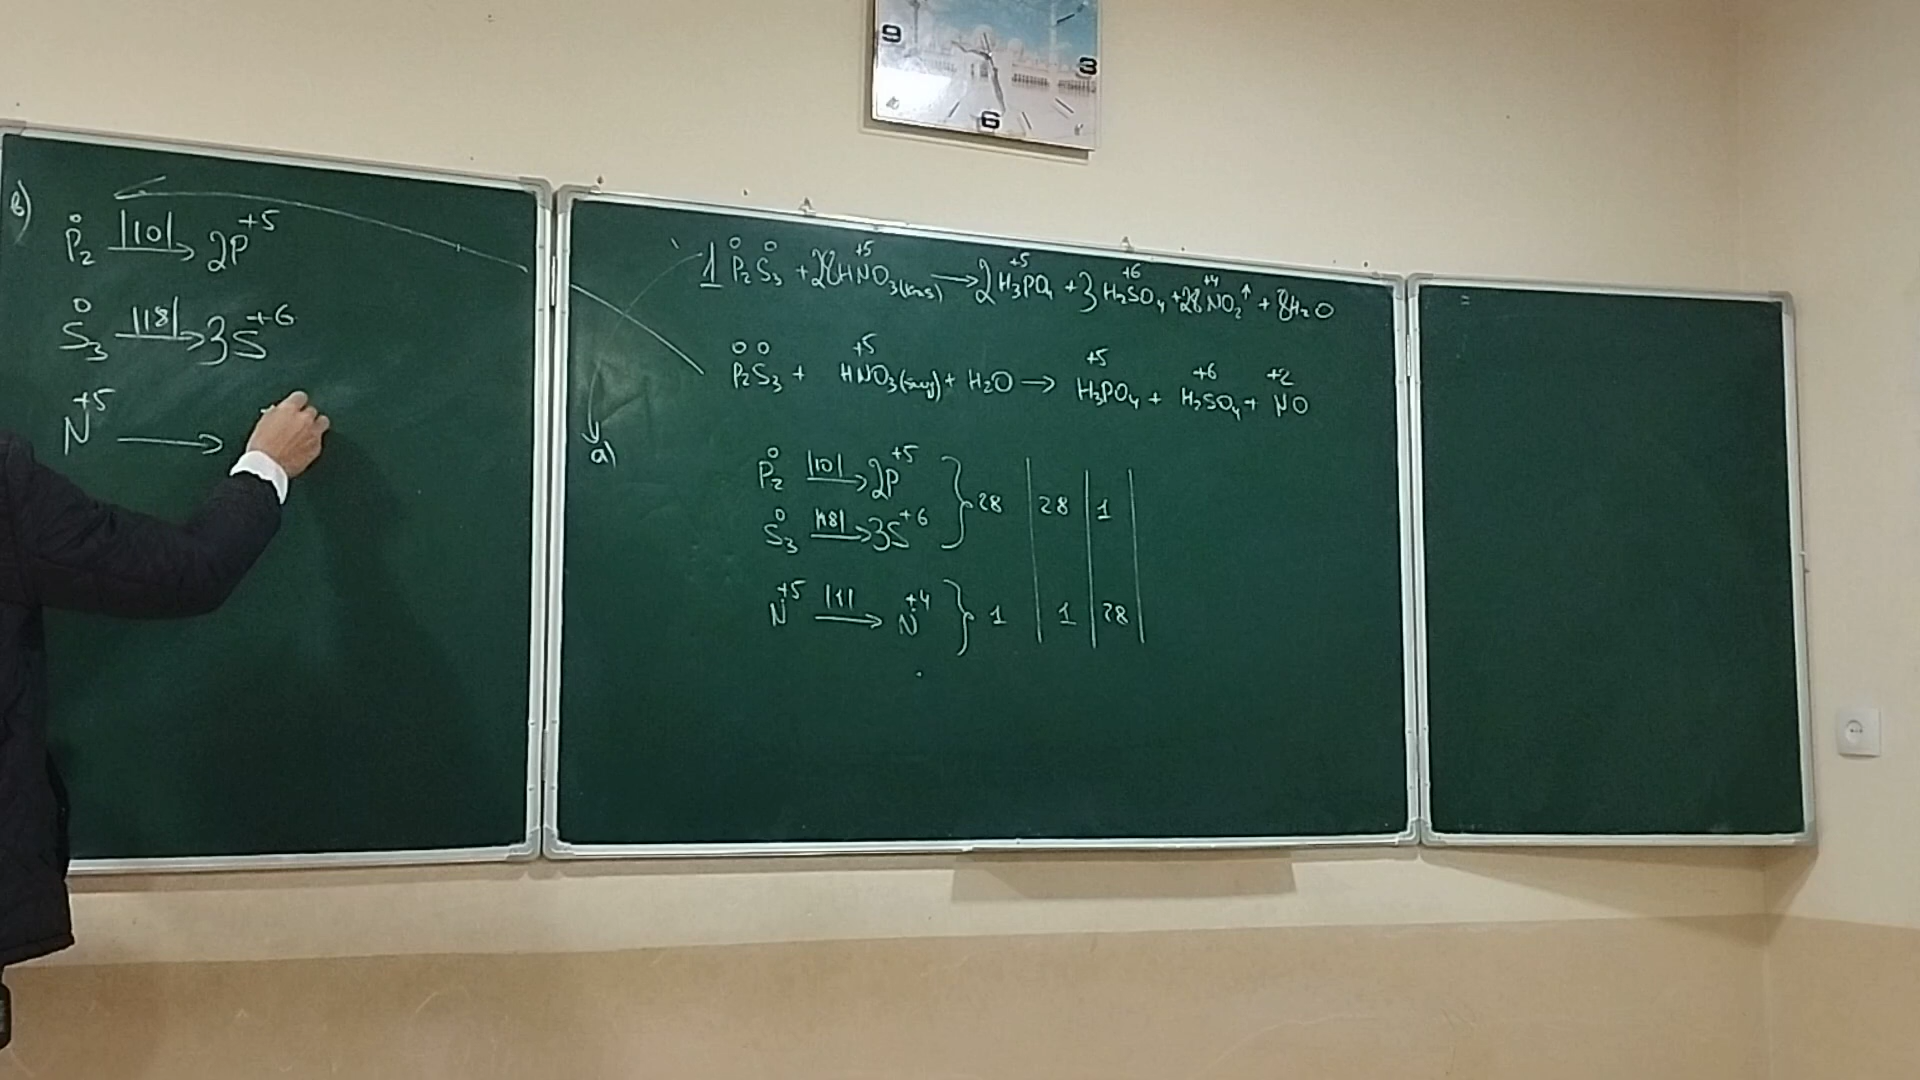 в)
P₂⁰ —|10|→ 2P⁺⁵
S₃⁰ —|18|→ 3S⁺⁶
N⁺⁵ →
1 P₂⁰S₃⁰ + 28HN⁺⁵O₃ → 2H₃P⁺⁵O₄ + 3H₂S⁺⁶O₄ + 28N⁺⁴O₂↑ + 8H₂O
P₂⁰S₃⁰ + HN⁺⁵O₃ + H₂O → H₃P⁺⁵O₄ + H₂S⁺⁶O₄ + N⁺²O
а)
P₂⁰ —|10|→ 2P⁺⁵
} 28 | 28 | 1 |
S₃⁰ —|18|→ 3S⁺⁶
N⁺⁵ —|1|→ N⁺⁴ } 1 | 1 | 28 |
=
9
3
6